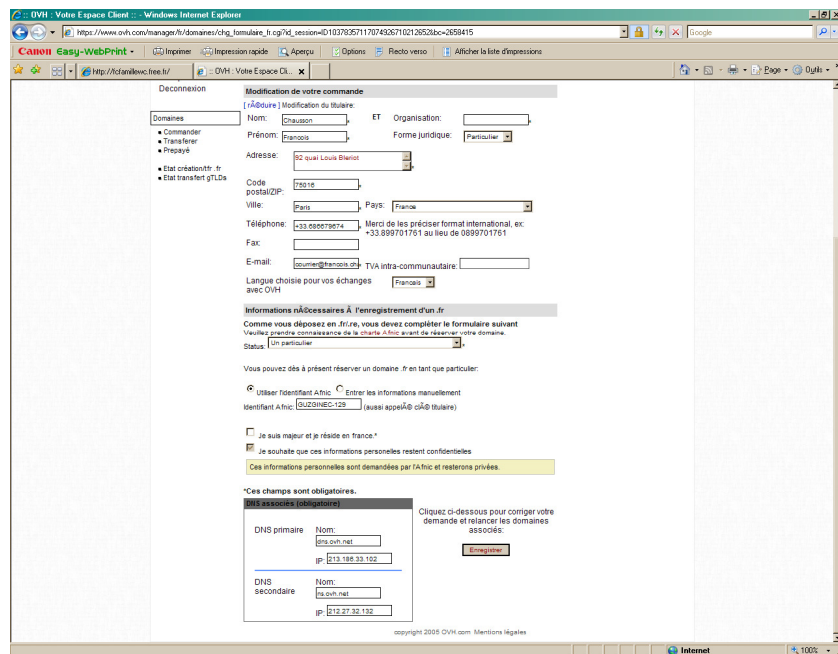 :: OVH : Votre Espace Client :: - Windows Internet Explorer
https://www.ovh.com/manager/fr/domaines/chg_formulaire_fr.cgi?id_session=ID10378357117074926710212652&bc=2658415
Google
Canon Easy-WebPrint
Imprimer Impression rapide Aperçu Options Recto verso Afficher la liste d'impressions
http://fcfamillewc.free.fr/ :: OVH : Votre Espace Cli... Page Outils
Deconnexion
Domaines
Commander
Transferer
Prepayé
Etat création/tfr .fr
Etat transfert gTLDs
Modification de votre commande
[ rÃ©duire ] Modification du titulaire:
Nom: Chausson * ET Organisation:
Prénom: Francois * Forme juridique: Particulier
Adresse: 92 quai Louis Bleriot *
Code
postal/ZIP: 75016 *
Ville: Paris * Pays: France *
Téléphone: +33.686679674 * Merci de les préciser format international, ex:
+33.899701761 au lieu de 0899701761
Fax:
E-mail: courrier@francois.ch * TVA intra-communautaire:
Langue choisie pour vos échanges
avec OVH Francais
Informations nÃ©cessaires Ã l'enregistrement d'un .fr
Comme vous déposez en .fr/.re, vous devez compléter le formulaire suivant
Veuillez prendre connaissance de la charte Afnic avant de réserver votre domaine.
Status: Un particulier *
Vous pouvez dès à présent réserver un domaine .fr en tant que particulier:
Utiliser l'identifiant Afnic Entrer les informations manuellement
Identifiant Afnic: GUZGINEC-129 (aussi appelÃ© clÃ© titulaire)
Je suis majeur et je réside en france.*
Je souhaite que ces informations personelles restent confidentielles
Ces informations personnelles sont demandées par l'Afnic et resterons privées.
*Ces champs sont obligatoires.
DNS associés (obligatoire)
DNS primaire Nom:
dns.ovh.net
IP: 213.186.33.102
DNS
secondaire Nom:
ns.ovh.net
IP: 212.27.32.132
Cliquez ci-dessous pour corriger votre
demande et relancer les domaines
associés:
Enregistrer
copyright 2005 OVH.com Mentions légales
Internet 100%